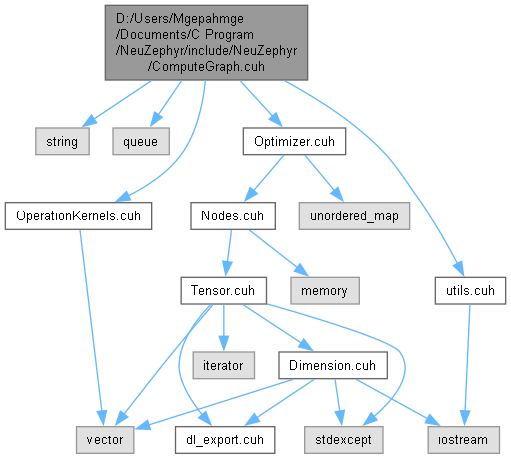 D:/Users/Mgepahmge
/Documents/C Program
/NeuZephyr/include/NeuZephyr
/ComputeGraph.cuh
string
queue
Optimizer.cuh
OperationKernels.cuh
Nodes.cuh
unordered_map
Tensor.cuh
memory
utils.cuh
iterator
Dimension.cuh
vector
dl_export.cuh
stdexcept
iostream